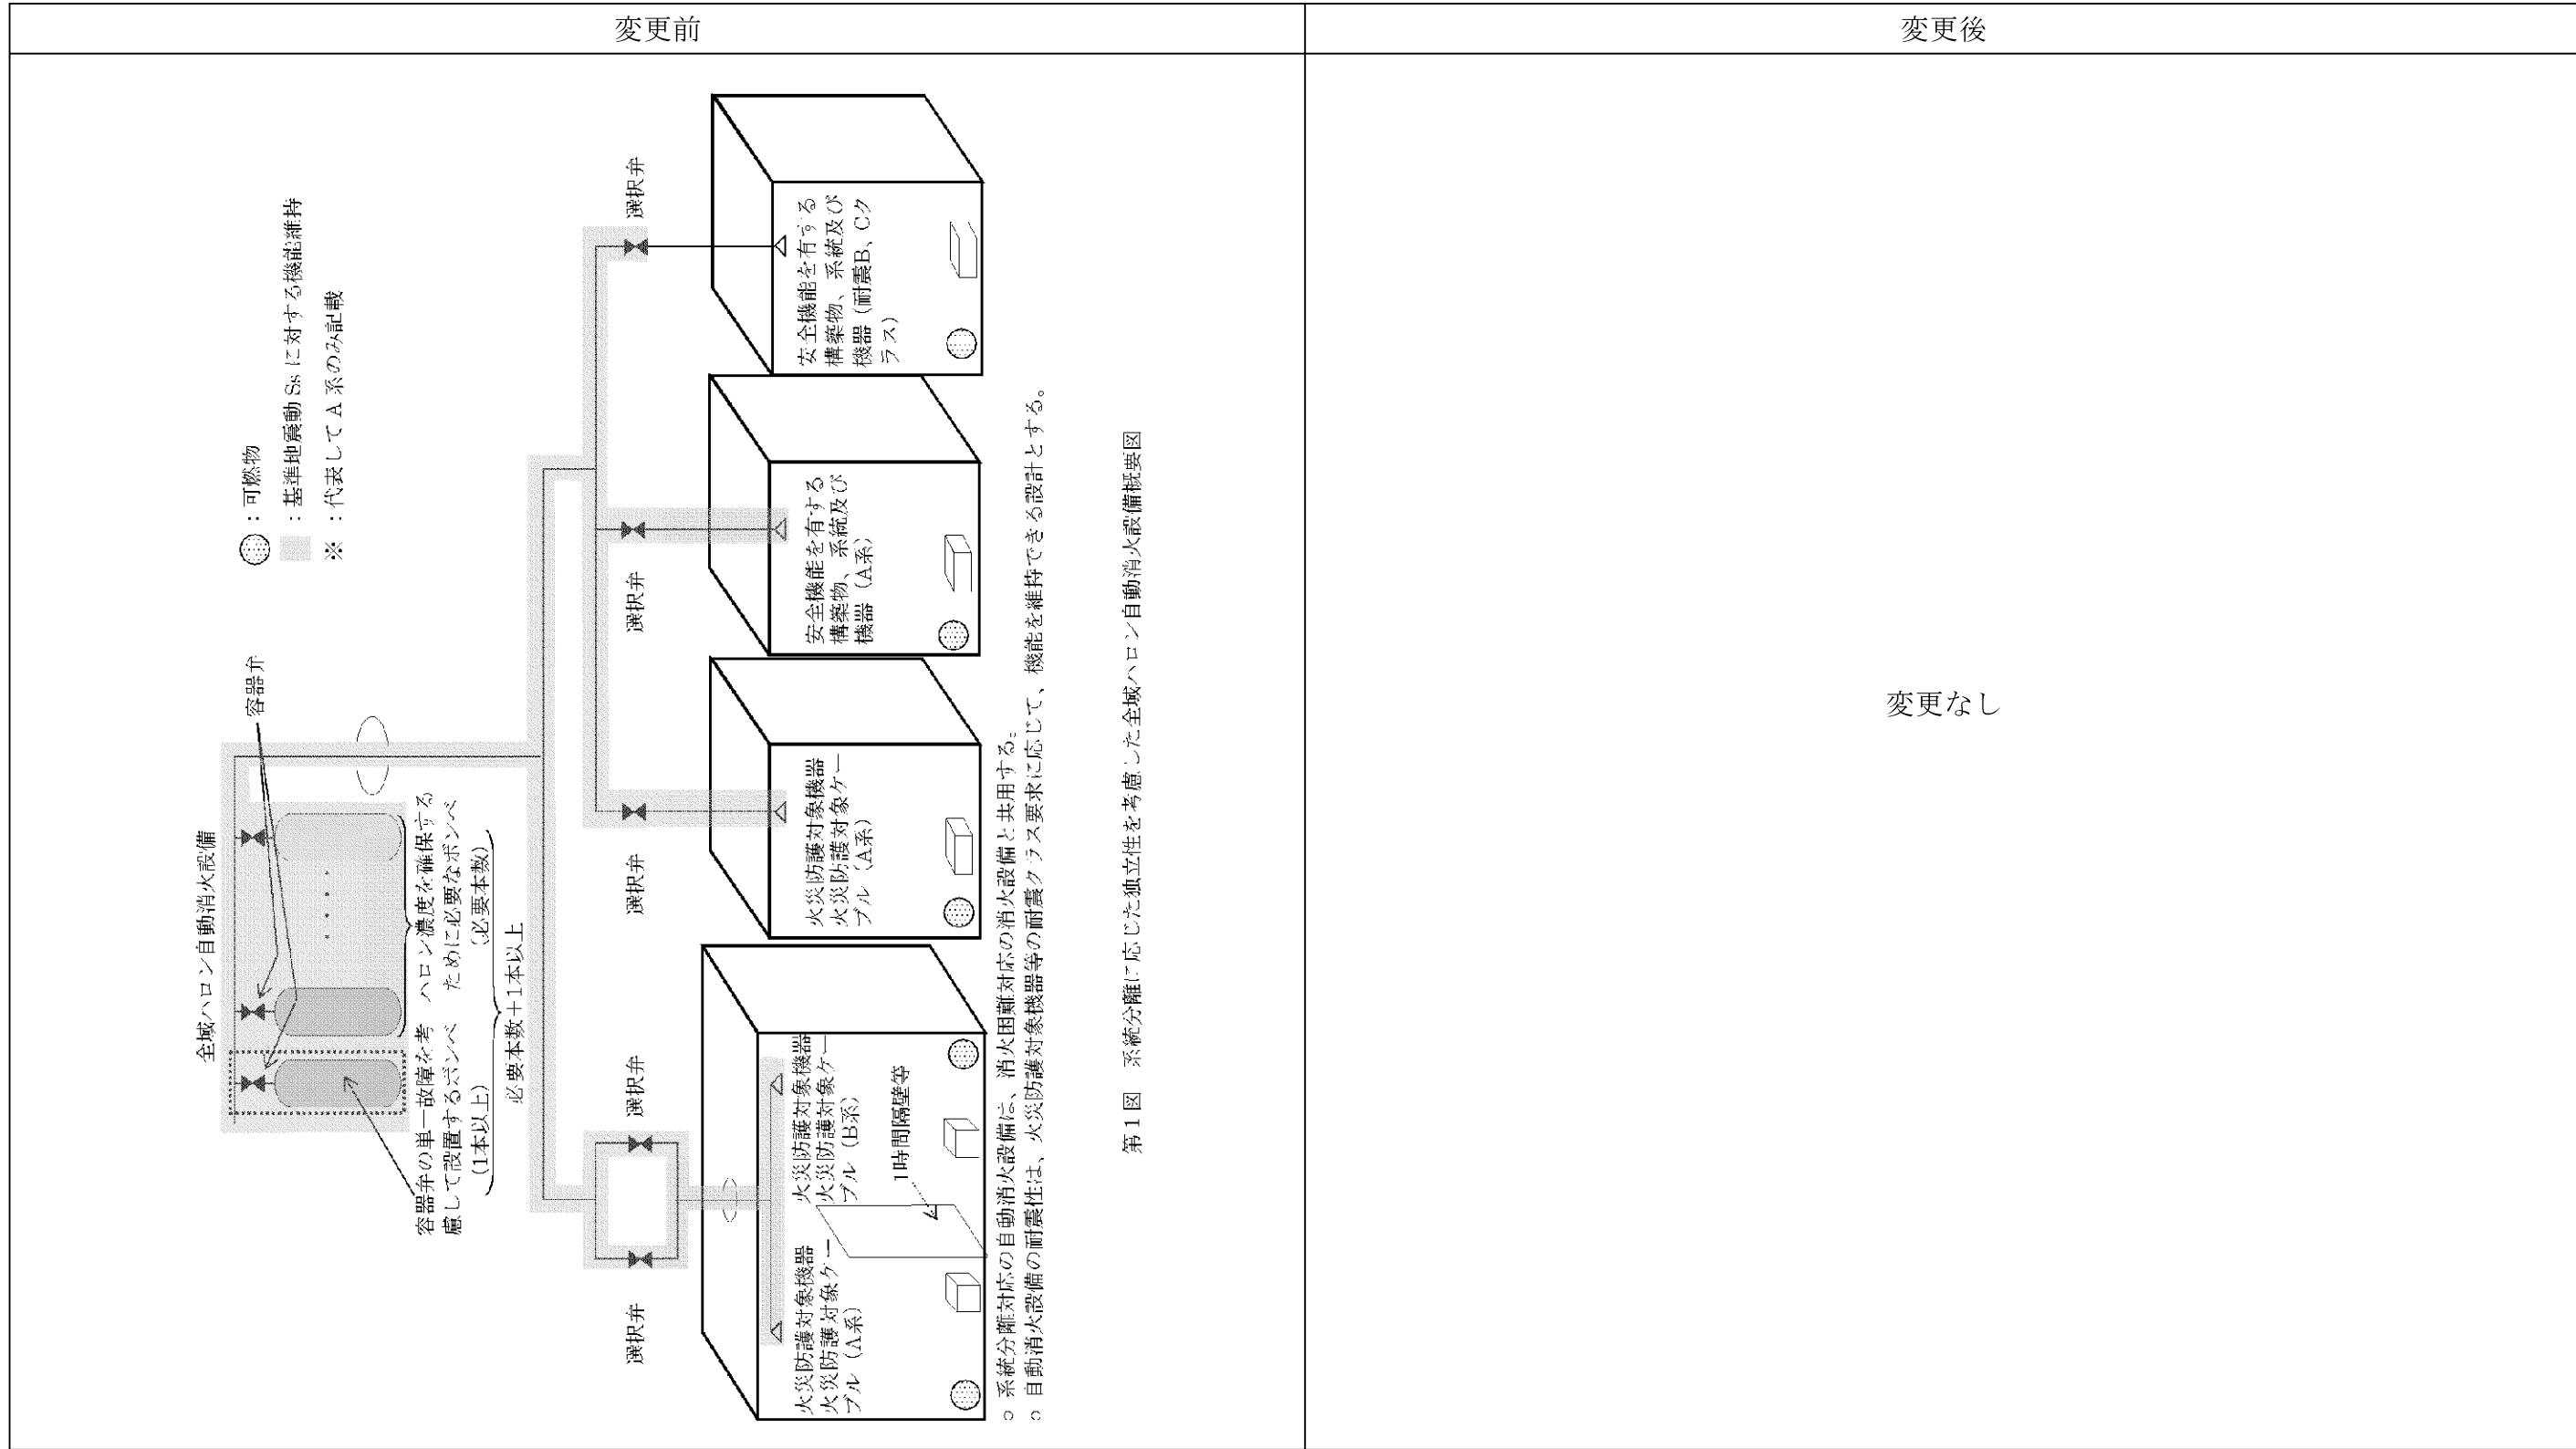 変更前
変更後
全域ハロン自動消火設備
容器弁
：可燃物
：基準地震動 Ss に対する機能維持
※ ：代表して A 系のみ記載
容器弁の単一故障を考
慮して設置するボンベ
(1本以上)
ハロン濃度を確保する
ために必要なボンベ
(必要本数)
必要本数＋1本以上
選択弁
選択弁
選択弁
選択弁
選択弁
火災防護対象機器
火災防護対象ケー
ブル（A系）
火災防護対象機器
火災防護対象ケー
ブル（B系）
1時間隔壁等
火災防護対象機器
火災防護対象ケー
ブル（A系）
安全機能を有する
構築物、系統及び
機器（A系）
安全機能を有する
構築物、系統及び
機器（耐震B、Cク
ラス）
○ 系統分離対応の自動消火設備は、消火困難対応の消火設備と共用する。
○ 自動消火設備の耐震性は、火災防護対象機器等の耐震クラス要求に応じて、機能を維持できる設計とする。
第1図　系統分離に応じた独立性を考慮した全域ハロン自動消火設備概要図
変更なし